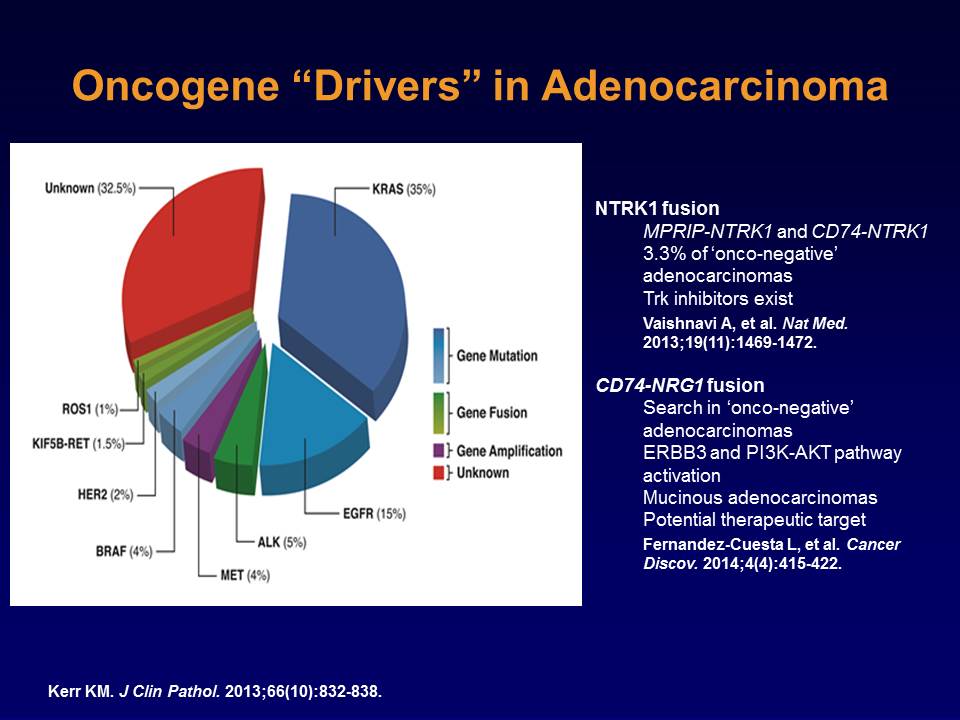 Oncogene “Drivers” in Adenocarcinoma
Unknown (32.5%)
KRAS (35%)
ROS1 (1%)
KIF5B-RET (1.5%)
HER2 (2%)
BRAF (4%)
MET (4%)
ALK (5%)
EGFR (15%)
Gene Mutation
Gene Fusion
Gene Amplification
Unknown
NTRK1 fusion
MPRIP-NTRK1 and CD74-NTRK1
3.3% of ‘onco-negative’
adenocarcinomas
Trk inhibitors exist
Vaishnavi A, et al. Nat Med.
2013;19(11):1469-1472.
CD74-NRG1 fusion
Search in ‘onco-negative’
adenocarcinomas
ERBB3 and PI3K-AKT pathway
activation
Mucinous adenocarcinomas
Potential therapeutic target
Fernandez-Cuesta L, et al. Cancer
Discov. 2014;4(4):415-422.
Kerr KM. J Clin Pathol. 2013;66(10):832-838.